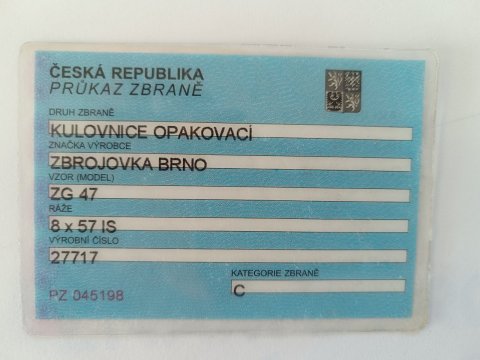 ČESKÁ REPUBLIKA
PRŮKAZ ZBRANĚ
DRUH ZBRANĚ
KULOVNICE OPAKOVACÍ
ZNAČKA VÝROBCE
ZBROJOVKA BRNO
VZOR (MODEL)
ZG 47
RÁŽE
8 x 57 IS
VÝROBNÍ ČÍSLO
27717
KATEGORIE ZBRANĚ
C
PZ 045198